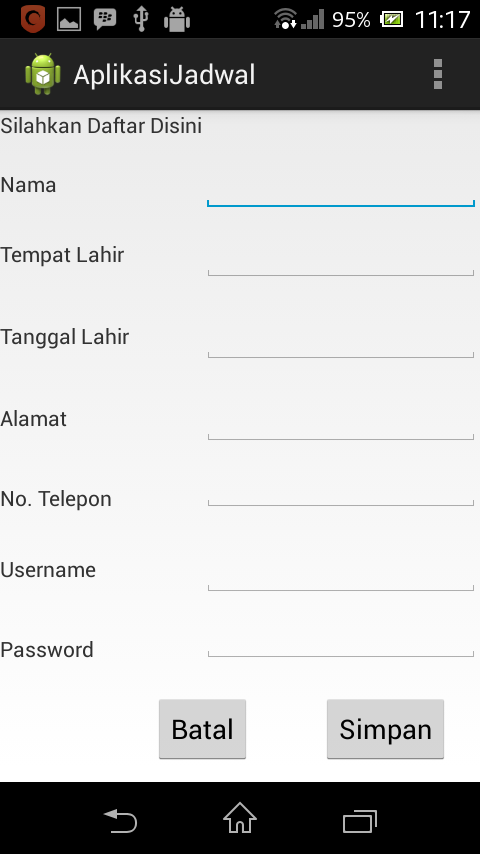 95% 11:17
AplikasiJadwal
Silahkan Daftar Disini
Nama
Tempat Lahir
Tanggal Lahir
Alamat
No. Telepon
Username
Password
Batal Simpan